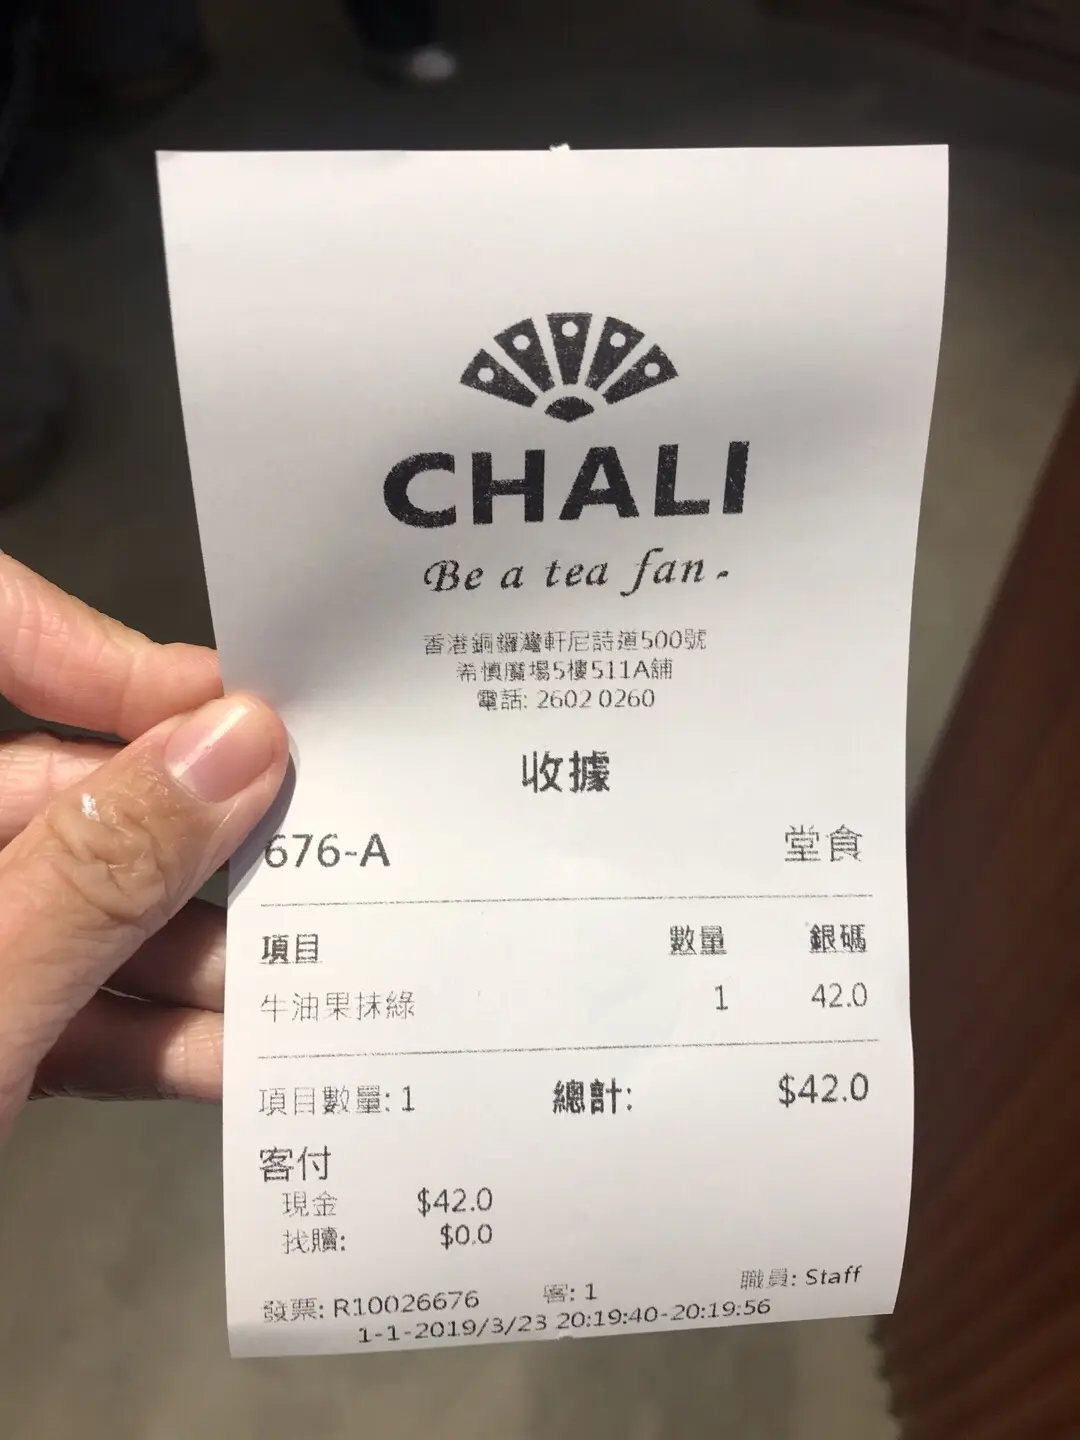 CHALI
Be a tea fan.
香港銅鑼灣軒尼詩道500號
希慎廣場5樓511A舖
電話: 2602 0260
收據
676-A 堂食
項目 數量 銀碼
牛油果抹綠 1 42.0
項目數量: 1 總計: $42.0
客付
現金 $42.0
找贖: $0.0
發票: R10026676 客: 1 職員: Staff
1-1-2019/3/23 20:19:40-20:19:56